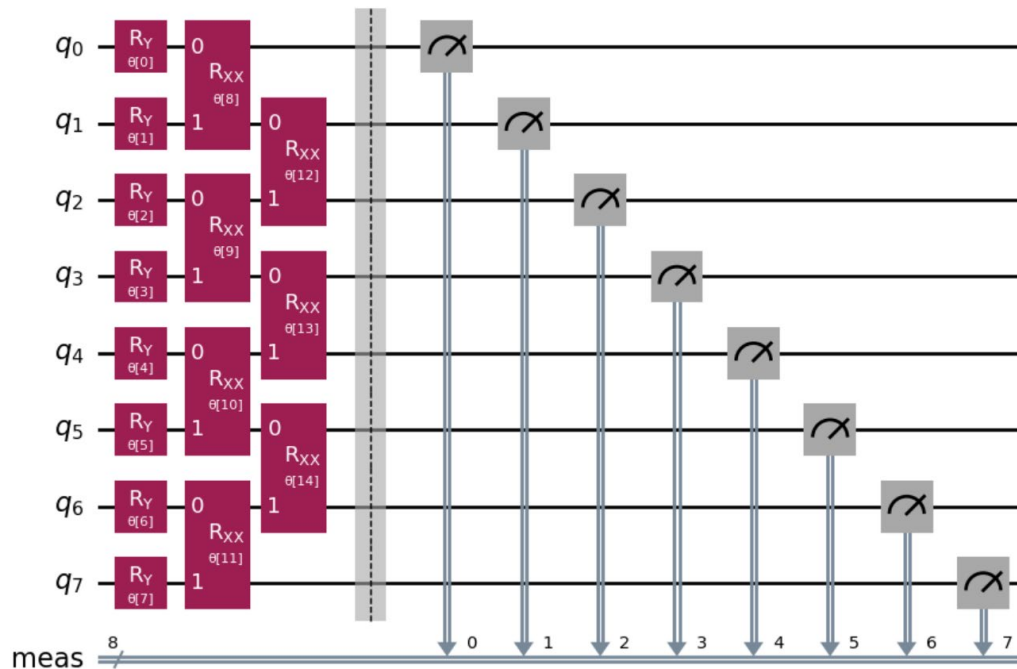 q0 RY θ[0] 0 RXX θ[8]
q1 RY θ[1] 1 0 RXX θ[12]
q2 RY θ[2] 0 RXX θ[9] 1
q3 RY θ[3] 1 0 RXX θ[13]
q4 RY θ[4] 0 RXX θ[10] 1
q5 RY θ[5] 1 0 RXX θ[14]
q6 RY θ[6] 0 RXX θ[11] 1
q7 RY θ[7] 1
meas 8 0 1 2 3 4 5 6 7